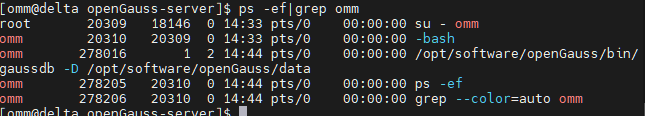 [omm@delta openGauss-server]$ ps -ef|grep omm
root       20309   18146  0 14:33 pts/0    00:00:00 su - omm
omm        20310   20309  0 14:33 pts/0    00:00:00 -bash
omm       278016       1  2 14:44 pts/0    00:00:00 /opt/software/openGauss/bin/
gaussdb -D /opt/software/openGauss/data
omm       278205   20310  0 14:44 pts/0    00:00:00 ps -ef
omm       278206   20310  0 14:44 pts/0    00:00:00 grep --color=auto omm
[omm@delta openGauss-server]$